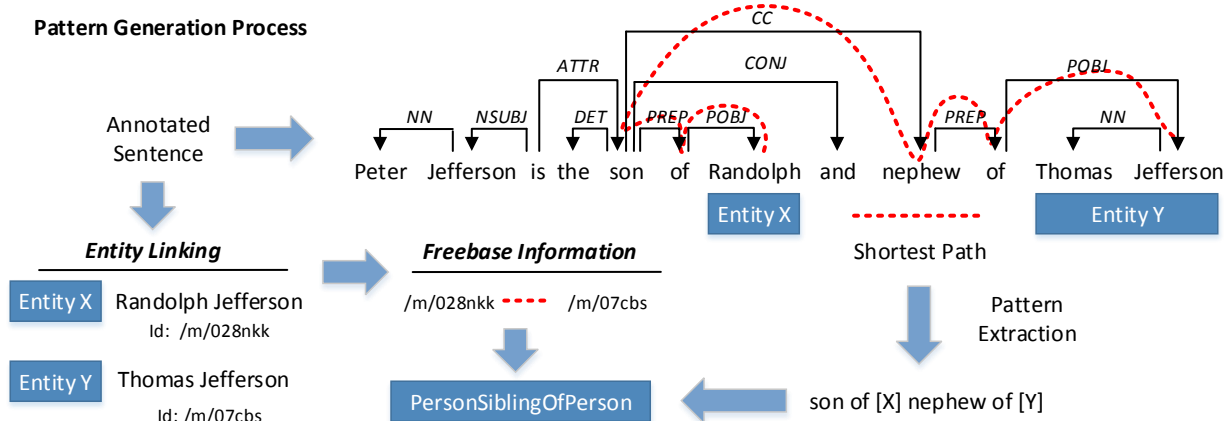 Pattern Generation Process
CC
ATTR
CONJ
POBJ
NN
NSUBJ
DET
PREP
POBJ
PREP
NN
Annotated
Sentence
Peter Jefferson is the son of Randolph and nephew of Thomas Jefferson
Entity X
Entity Y
Entity Linking
Freebase Information
Shortest Path
Entity X
Randolph Jefferson
Id: /m/028nkk
/m/028nkk
/m/07cbs
Pattern
Extraction
Entity Y
Thomas Jefferson
Id: /m/07cbs
PersonSiblingOfPerson
son of [X] nephew of [Y]